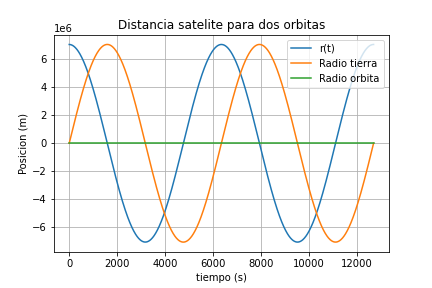 Distancia satelite para dos orbitas
1e6
r(t)
Radio tierra
Radio orbita
6
4
2
0
−2
−4
−6
Posicion (m)
0 2000 4000 6000 8000 10000 12000
tiempo (s)